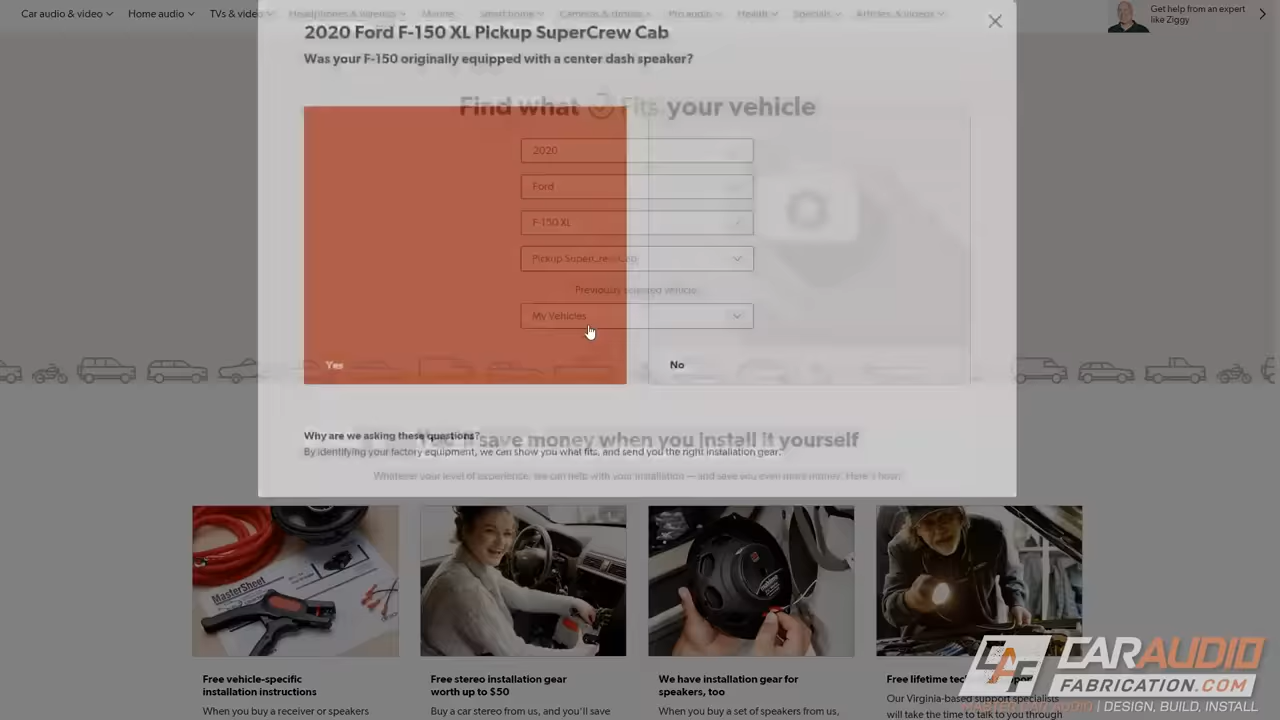 Car audio & video
Home audio
TVs & video
Headphones & listening
Marine
Smart home
Cameras & drones
Pro audio
Health
Specials
Articles & videos
Get help from an expert
like Ziggy
2020 Ford F-150 XL Pickup SuperCrew Cab
Was your F-150 originally equipped with a center dash speaker?
Find what Fits your vehicle
2020
Ford
F-150 XL
Pickup SuperCrew Cab
Previously selected vehicle:
My Vehicles
Yes
No
Why are we asking these questions?
By identifying your factory equipment, we can show you what fits, and send you the right installation gear.
You'll save money when you install it yourself
Whatever your level of experience, we can help with your installation — and save you even more money. Here's how:
MasterSheet
Free vehicle-specific
installation instructions
When you buy a receiver or speakers
Free stereo installation gear
worth up to $50
Buy a car stereo from us, and you'll save
We have installation gear for
speakers, too
When you buy a set of speakers from us,
Free lifetime tech support
Our Virginia-based support specialists
will take the time to talk to you through
CAF
CAR AUDIO
FABRICATION.COM
| DESIGN, BUILD, INSTALL